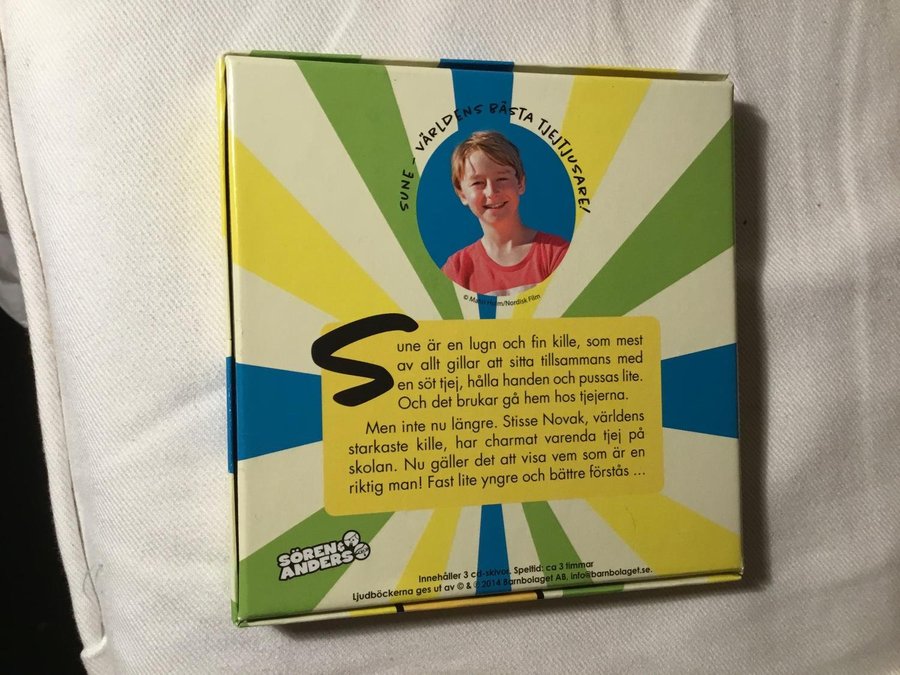 SUNE - VÄRLDENS BÄSTA TJEJTJUSARE!
© Holm/Nordisk Film
Sune är en lugn och fin kille, som mest
av allt gillar att sitta tillsammans med
en söt tjej, hålla handen och pussas lite.
Och det brukar gå hem hos tjejerna.
Men inte nu längre. Stisse Novak, världens
starkaste kille, har charmat varenda tjej på
skolan. Nu gäller det att visa vem som är en
riktig man! Fast lite yngre och bättre förstås ...
SÖREN &
ANDERS
Innehåller 3 cd-skivor. Speltid: ca 3 timmar
Ljudböckerna ges ut av © & ℗ 2014 Barnbolaget AB, info@barnbolaget.se.